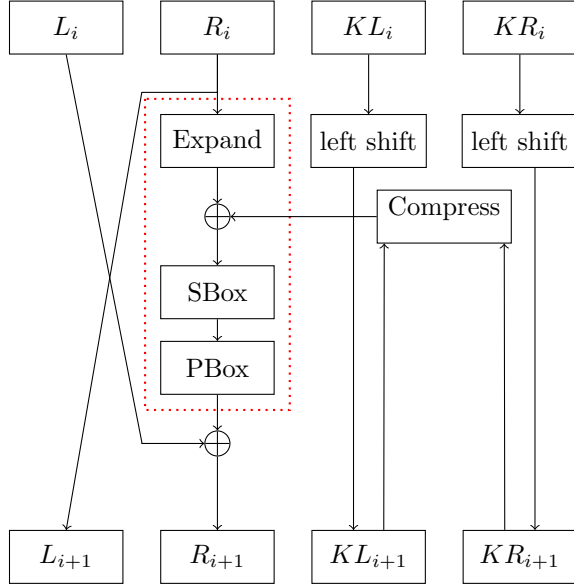 L_i R_i KL_i KR_i
Expand left shift left shift
Compress
SBox
PBox
L_{i+1} R_{i+1} KL_{i+1} KR_{i+1}